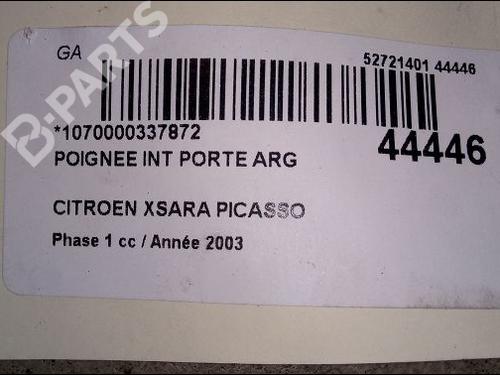 GA
52721401 44446
*1070000337872
44446
POIGNEE INT PORTE ARG
CITROEN XSARA PICASSO
Phase 1 cc / Année 2003
B-PARTS